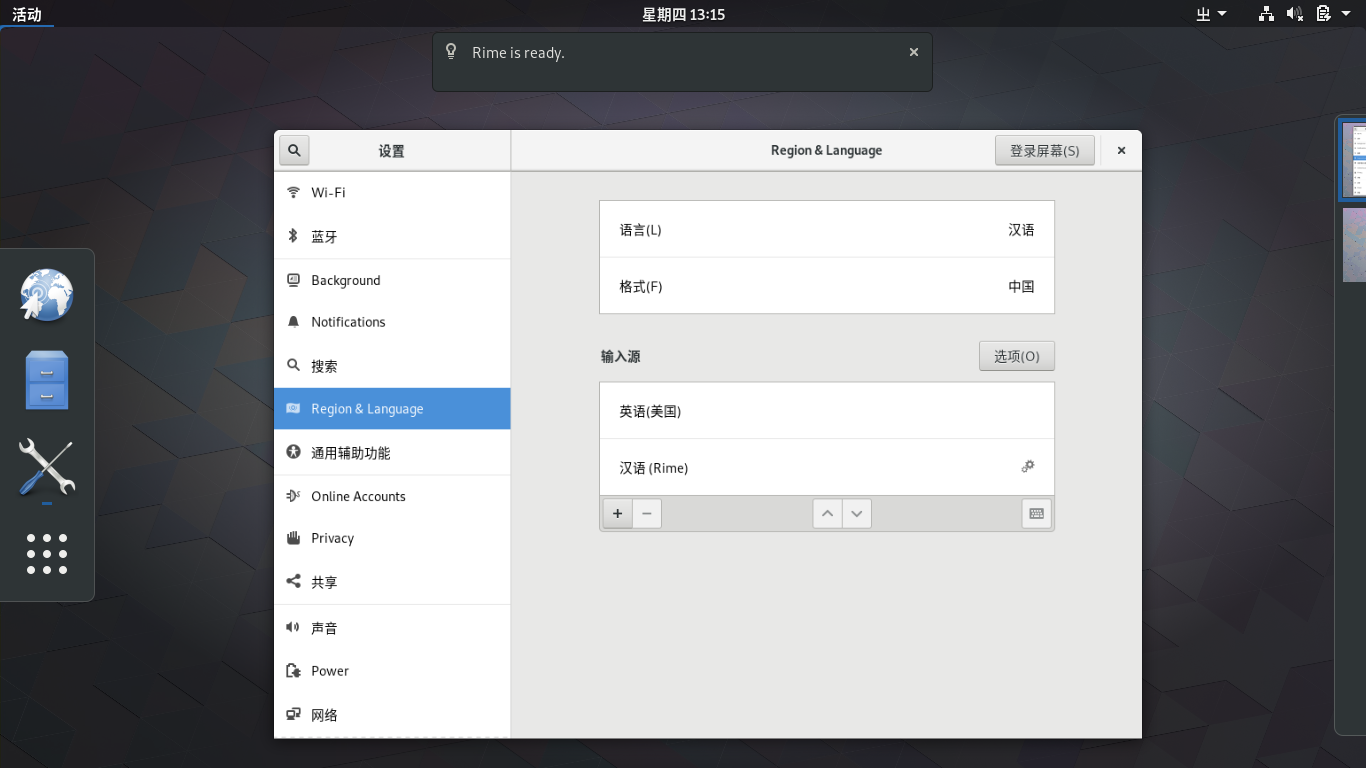 活动
星期四 13:15
㞢
Rime is ready.
设置
Region & Language
登录屏幕(S)
Wi-Fi
蓝牙
Background
Notifications
搜索
Region & Language
通用辅助功能
Online Accounts
Privacy
共享
声音
Power
网络
语言(L)
汉语
格式(F)
中国
输入源
选项(O)
英语(美国)
汉语 (Rime)